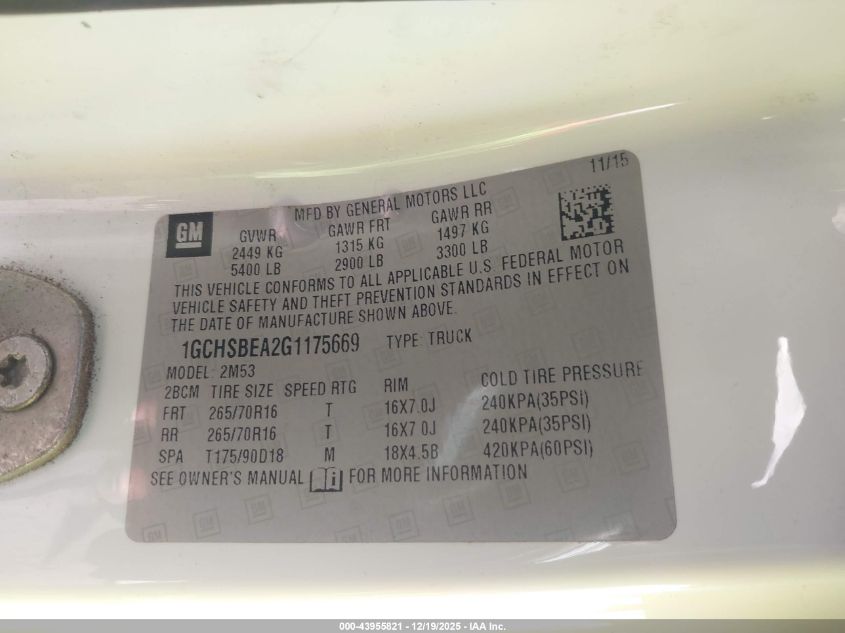 11/15
MFD BY GENERAL MOTORS LLC
GM
GVWR GAWR FRT GAWR RR
2449 KG 1315 KG 1497 KG
5400 LB 2900 LB 3300 LB
THIS VEHICLE CONFORMS TO ALL APPLICABLE U.S. FEDERAL MOTOR
VEHICLE SAFETY AND THEFT PREVENTION STANDARDS IN EFFECT ON
THE DATE OF MANUFACTURE SHOWN ABOVE.
1GCHSBEA2G1175669 TYPE: TRUCK
MODEL: 2M53
2BCM TIRE SIZE SPEED RTG RIM COLD TIRE PRESSURE
FRT 265/70R16 T 16X7.0J 240KPA(35PSI)
RR 265/70R16 T 16X7.0J 240KPA(35PSI)
SPA T175/90D18 M 18X4.5B 420KPA(60PSI)
SEE OWNER'S MANUAL FOR MORE INFORMATION
000-43955821 - 12/19/2025 - IAA Inc.